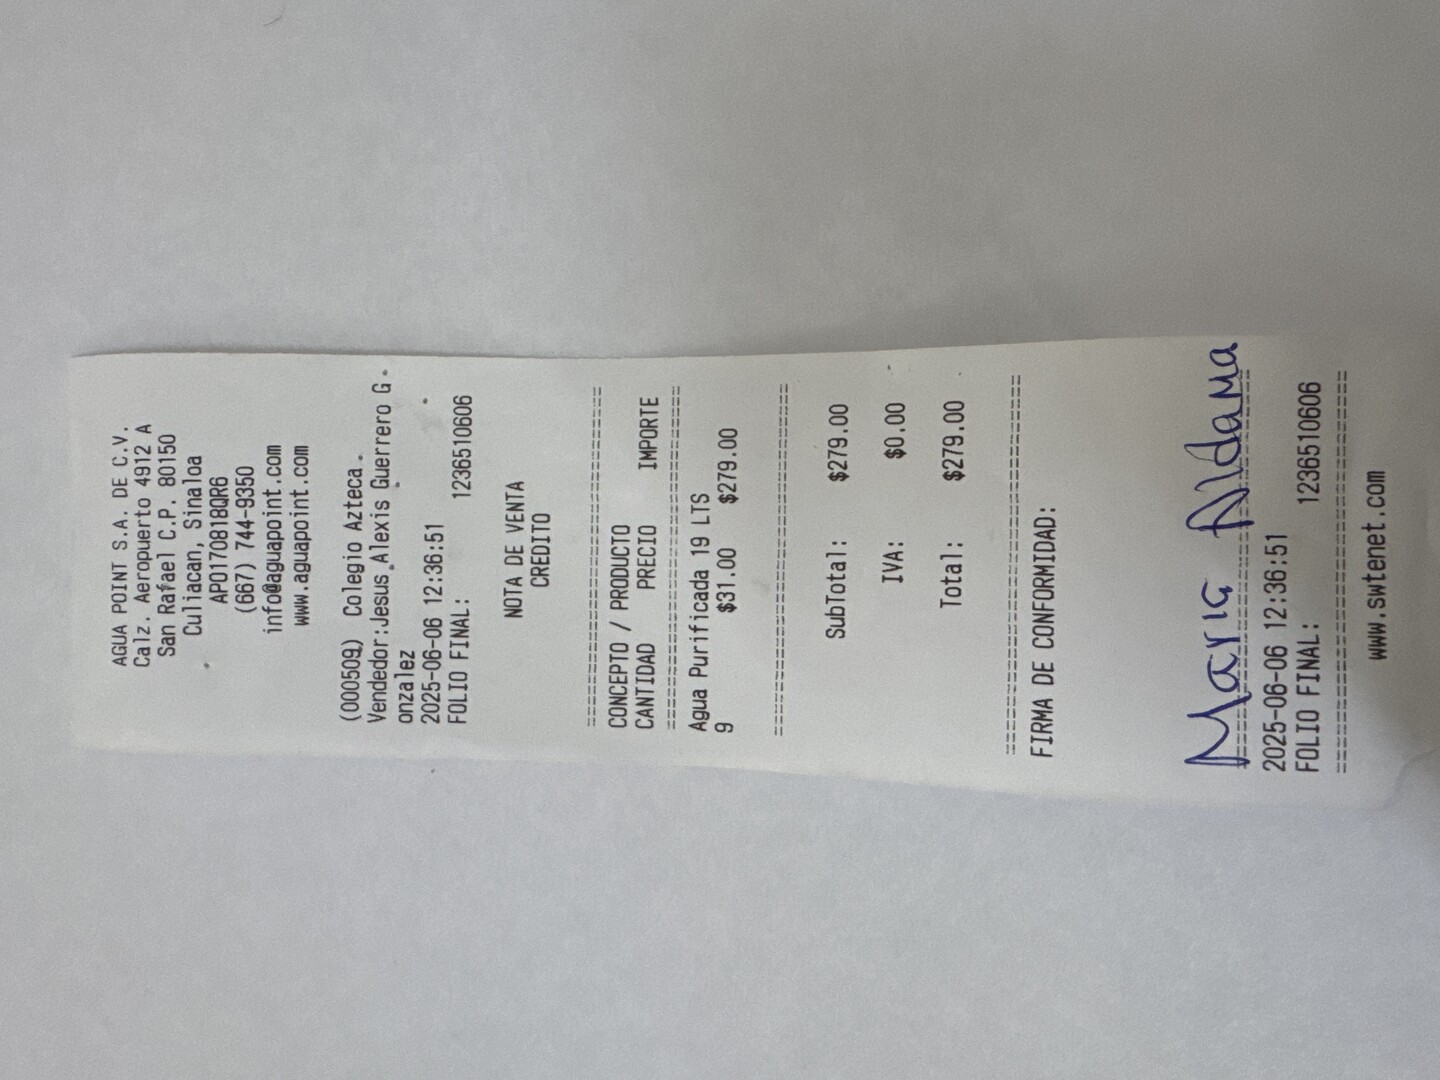 AGUA POINT S.A. DE C.V.
Calz. Aeropuerto 4912 A
San Rafael C.P. 80150
Culiacan, Sinaloa
APO170818QR6
(667) 744-9350
info@aguapoint.com
www.aguapoint.com
(000509) Colegio Azteca
Vendedor:Jesus Alexis Guerrero G
onzalez
2025-06-06 12:36:51
FOLIO FINAL: 1236510606
NOTA DE VENTA
CREDITO
==============================
CONCEPTO / PRODUCTO
CANTIDAD PRECIO IMPORTE
==============================
Agua Purificada 19 LTS
9 $31.00 $279.00
==============================
SubTotal: $279.00
IVA: $0.00
Total: $279.00
==============================
FIRMA DE CONFORMIDAD:
Maria Aldama
==============================
2025-06-06 12:36:51
FOLIO FINAL: 1236510606
==============================
www.swtenet.com